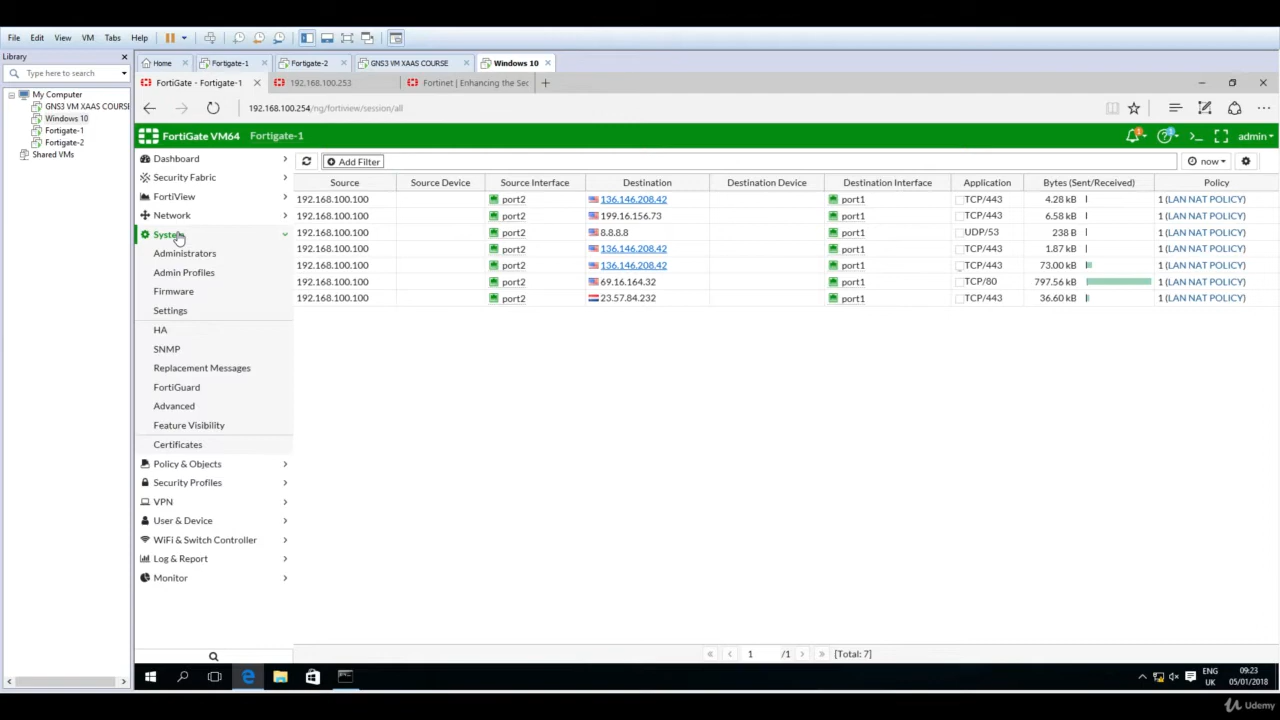 File Edit View VM Tabs Help
Library
Type here to search
My Computer
GNS3 VM XAAS COURSE
Windows 10
Fortigate-1
Fortigate-2
Shared VMs
Home Fortigate-1 Fortigate-2 GNS3 VM XAAS COURSE Windows 10
FortiGate - Fortigate-1 192.168.100.253 Fortinet | Enhancing the Sec
192.168.100.254/ng/fortiview/session/all
FortiGate VM64 Fortigate-1 admin
Dashboard
Security Fabric
FortiView
Network
System
Administrators
Admin Profiles
Firmware
Settings
HA
SNMP
Replacement Messages
FortiGuard
Advanced
Feature Visibility
Certificates
Policy & Objects
Security Profiles
VPN
User & Device
WiFi & Switch Controller
Log & Report
Monitor
Add Filter now
Source Source Device Source Interface Destination Destination Device Destination Interface Application Bytes (Sent/Received) Policy
192.168.100.100 port2 136.146.208.42 port1 TCP/443 4.28 kB 1 (LAN NAT POLICY)
192.168.100.100 port2 199.16.156.73 port1 TCP/443 6.58 kB 1 (LAN NAT POLICY)
192.168.100.100 port2 8.8.8.8 port1 UDP/53 238 B 1 (LAN NAT POLICY)
192.168.100.100 port2 136.146.208.42 port1 TCP/443 1.87 kB 1 (LAN NAT POLICY)
192.168.100.100 port2 136.146.208.42 port1 TCP/443 73.00 kB 1 (LAN NAT POLICY)
192.168.100.100 port2 69.16.164.32 port1 TCP/80 797.56 kB 1 (LAN NAT POLICY)
192.168.100.100 port2 23.57.84.232 port1 TCP/443 36.60 kB 1 (LAN NAT POLICY)
1 /1 [Total: 7]
ENG 09:23
UK 05/01/2018
Udemy